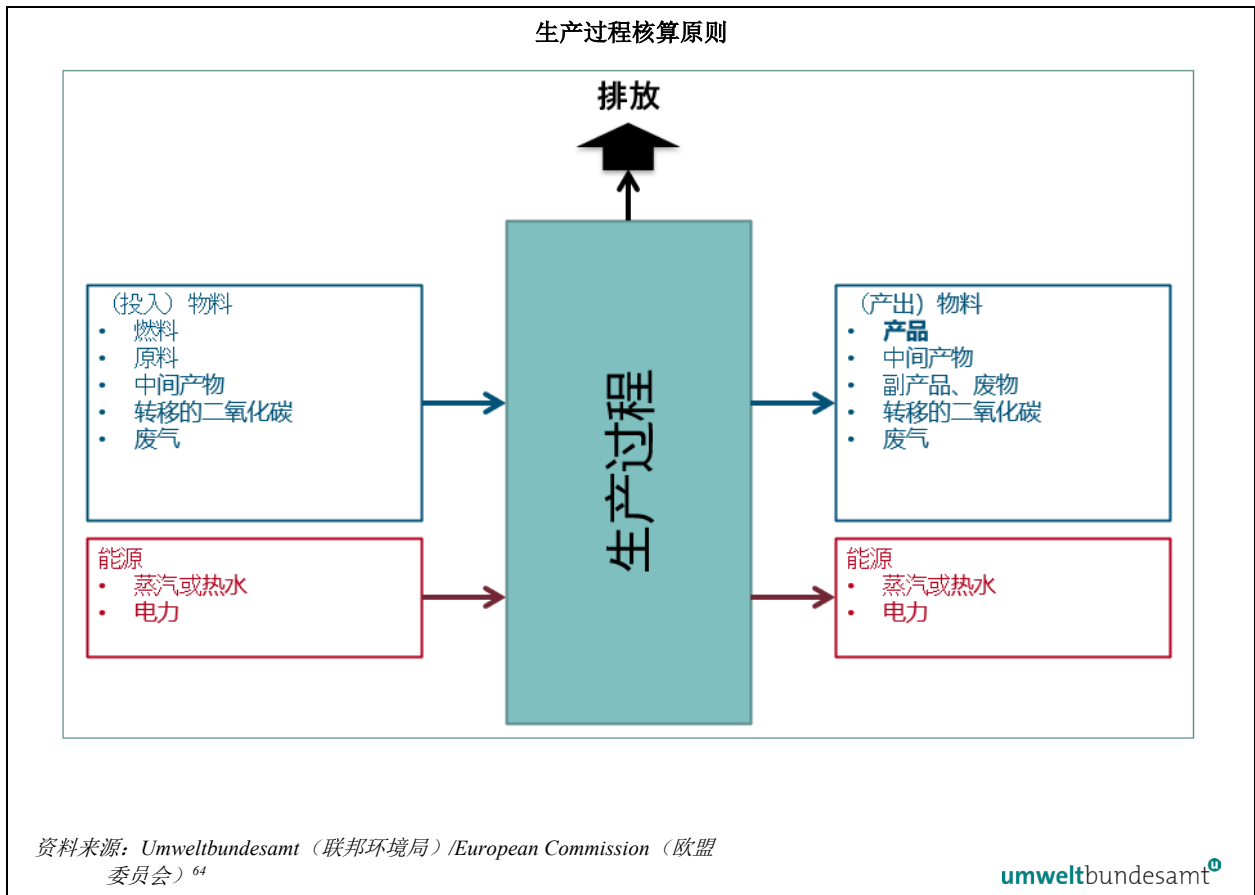 生产过程核算原则
排放
（投入）物料
• 燃料
• 原料
• 中间产物
• 转移的二氧化碳
• 废气
能源
• 蒸汽或热水
• 电力
生产过程
（产出）物料
• 产品
• 中间产物
• 副产品、废物
• 转移的二氧化碳
• 废气
能源
• 蒸汽或热水
• 电力
资料来源：Umweltbundesamt（联邦环境局）/European Commission（欧盟
委员会）64
umweltbundesamt